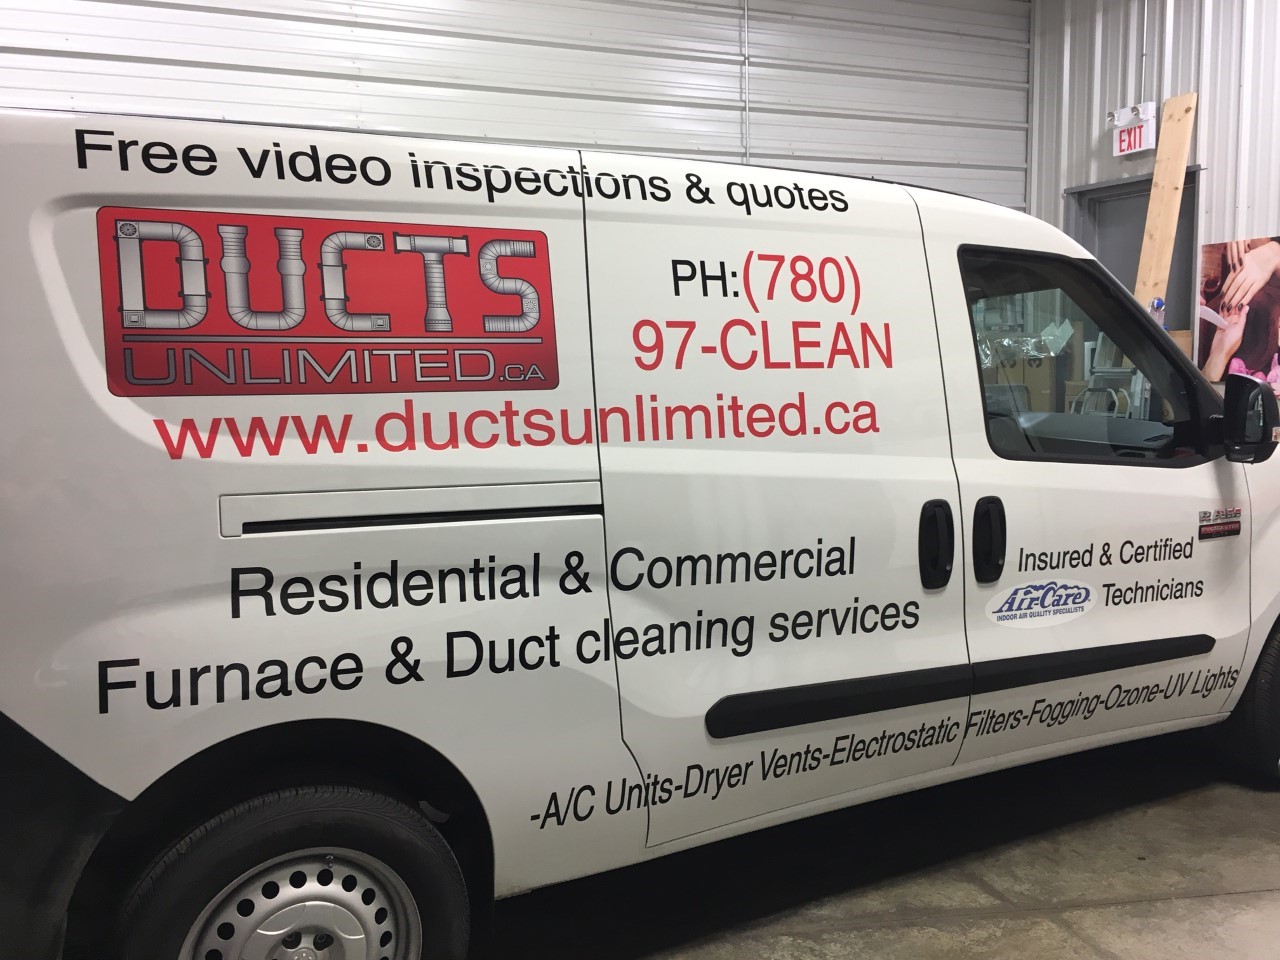 Free video inspections & quotes
DUCTS
UNLIMITED.CA
PH:(780)
97-CLEAN
www.ductsunlimited.ca
Residential & Commercial
Furnace & Duct cleaning services
Insured & Certified
Air-Care Technicians
INDOOR AIR QUALITY SPECIALISTS
-A/C Units-Dryer Vents-Electrostatic Filters-Fogging-Ozone-UV Lights
RAM
EXIT